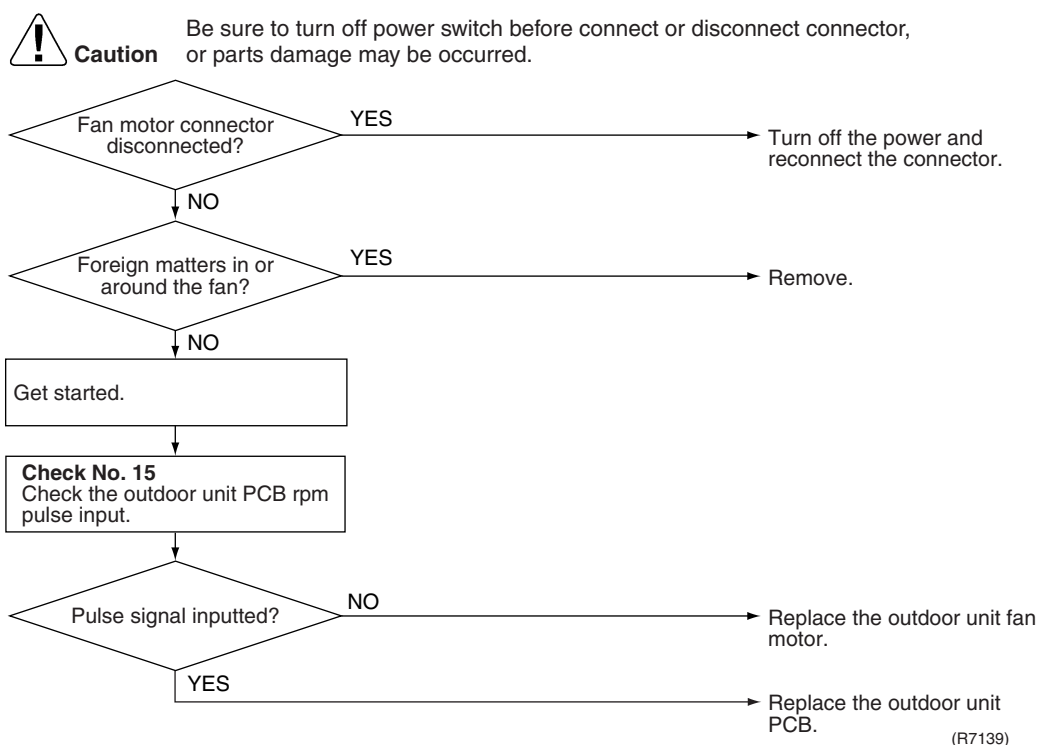 Be sure to turn off power switch before connect or disconnect connector,
Caution or parts damage may be occurred.
Fan motor connector
disconnected?
YES
Turn off the power and
reconnect the connector.
NO
Foreign matters in or
around the fan?
YES
Remove.
NO
Get started.
Check No. 15
Check the outdoor unit PCB rpm
pulse input.
Pulse signal inputted?
NO
Replace the outdoor unit fan
motor.
YES
Replace the outdoor unit
PCB.
(R7139)